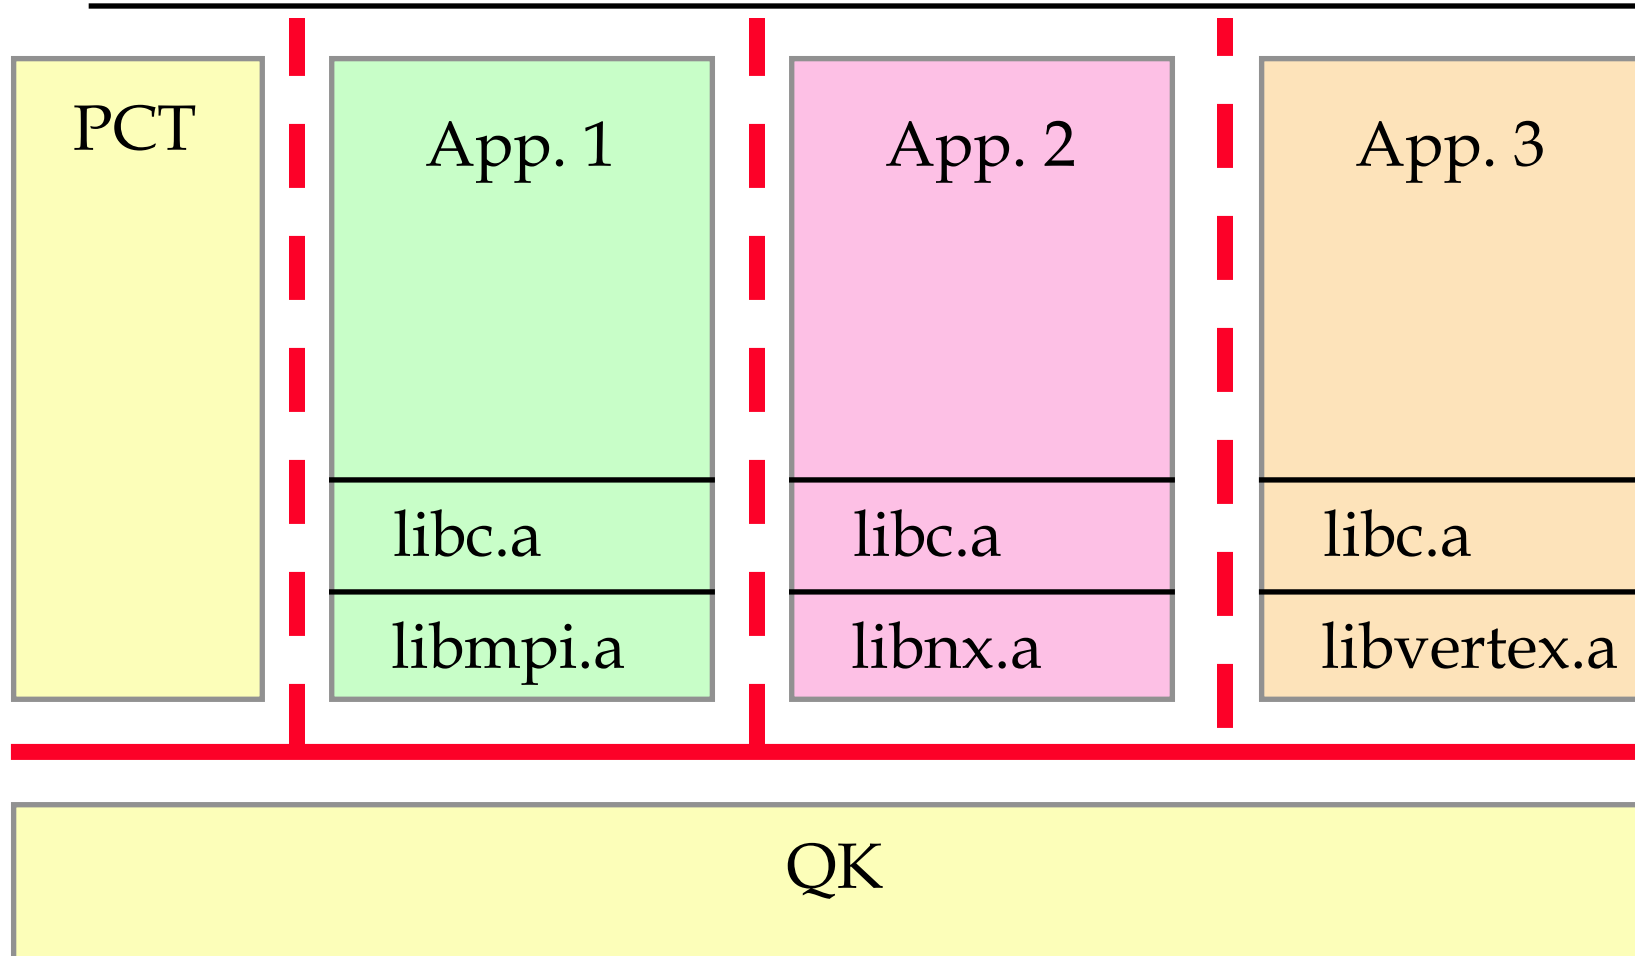 PCT
App. 1
App. 2
App. 3
libc.a
libc.a
libc.a
libmpi.a
libnx.a
libvertex.a
QK